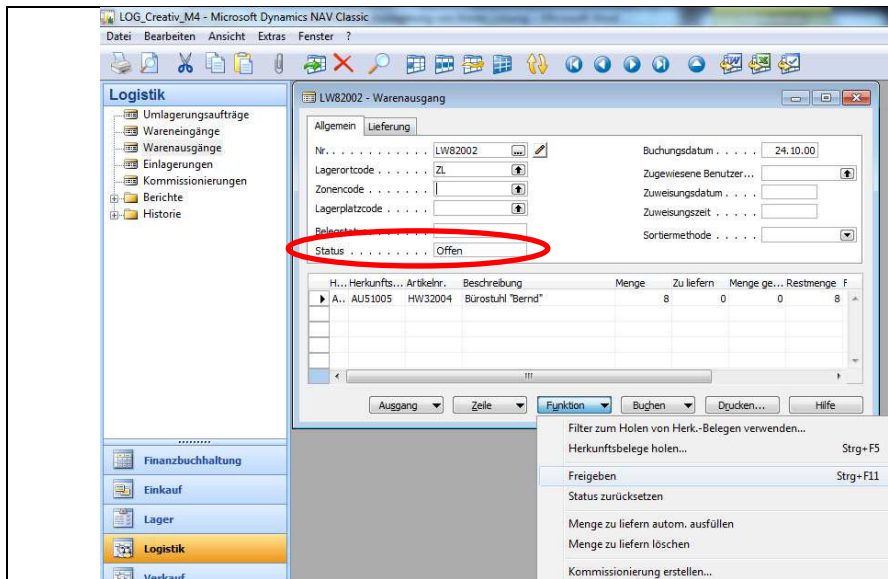 LOG_Creativ_M4 - Microsoft Dynamics NAV Classic
Datei Bearbeiten Ansicht Extras Fenster ?
Logistik
Umlagerungsaufträge
Wareneingänge
Warenausgänge
Einlagerungen
Kommissionierungen
Berichte
Historie
LW82002 - Warenausgang
Allgemein Lieferung
Nr. . . . . . . . . . . . . LW82002 ... Buchungsdatum . . . . . 24.10.00
Lagerortcode . . . . . . ZL Zugewiesene Benutzer...
Zonencode . . . . . . . Zuweisungsdatum . . . .
Lagerplatzcode . . . . . Zuweisungszeit . . . . .
Belegstatus . . . . . . . Sortiermethode . . . . .
Status . . . . . . . . . Offen
H... Herkunfts... Artikelnr. Beschreibung Menge Zu liefern Menge ge... Restmenge F
A.. AU51005 HW32004 Bürostuhl "Bernd" 8 0 0 8
Ausgang Zeile Funktion Buchen Drucken... Hilfe
Filter zum Holen von Herk.-Belegen verwenden...
Herkunftsbelege holen... Strg+F5
Freigeben Strg+F11
Status zurücksetzen
Menge zu liefern autom. ausfüllen
Menge zu liefern löschen
Kommissionierung erstellen...
Finanzbuchhaltung
Einkauf
Lager
Logistik
Verkauf